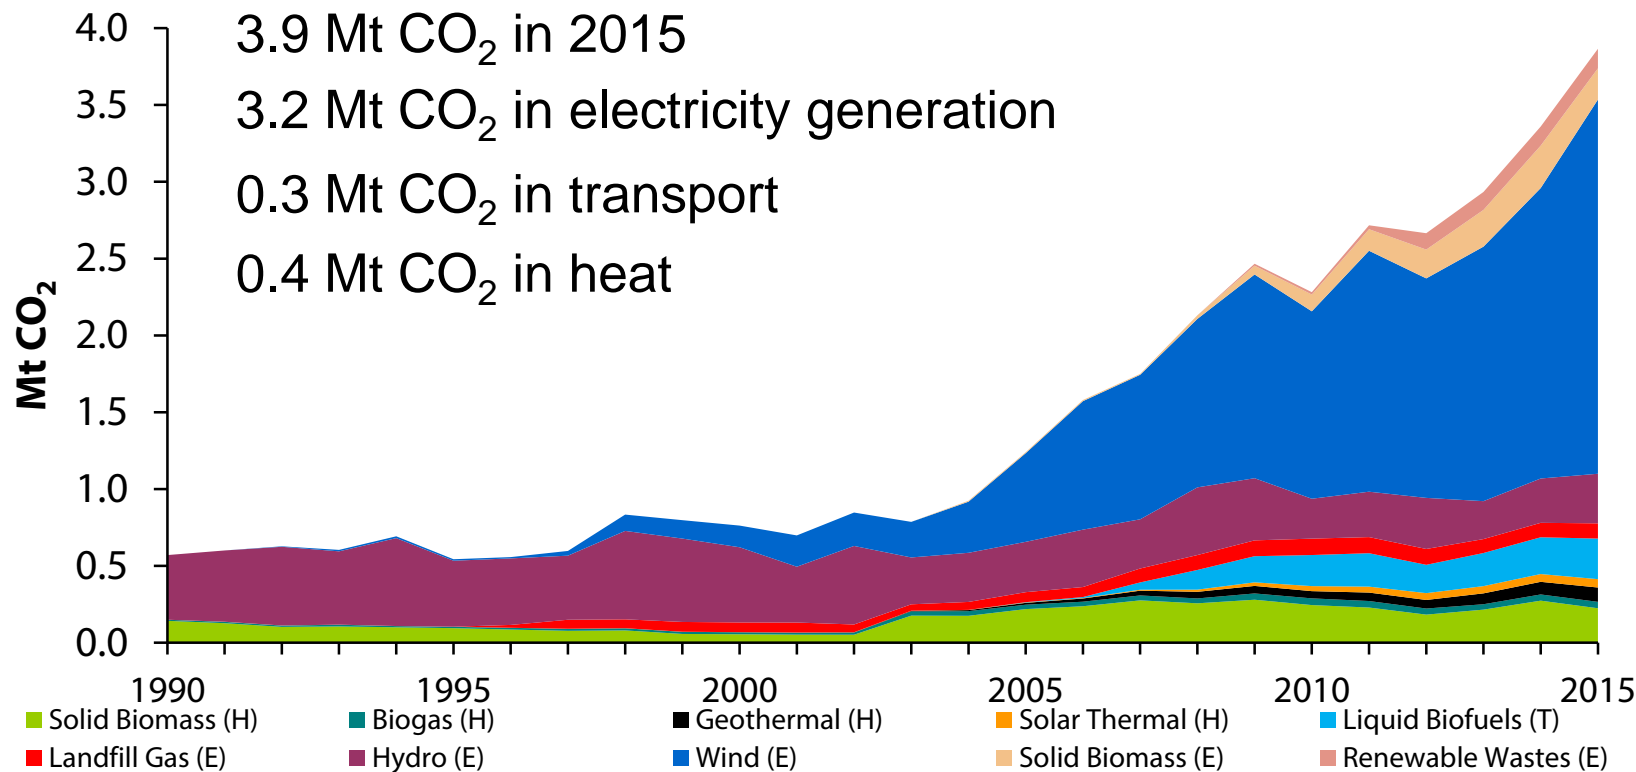 3.9 Mt CO₂ in 2015
3.2 Mt CO₂ in electricity generation
0.3 Mt CO₂ in transport
0.4 Mt CO₂ in heat
Mt CO₂
4.0
3.5
3.0
2.5
2.0
1.5
1.0
0.5
0.0
1990 1995 2000 2005 2010 2015
Solid Biomass (H) Biogas (H) Geothermal (H) Solar Thermal (H) Liquid Biofuels (T)
Landfill Gas (E) Hydro (E) Wind (E) Solid Biomass (E) Renewable Wastes (E)